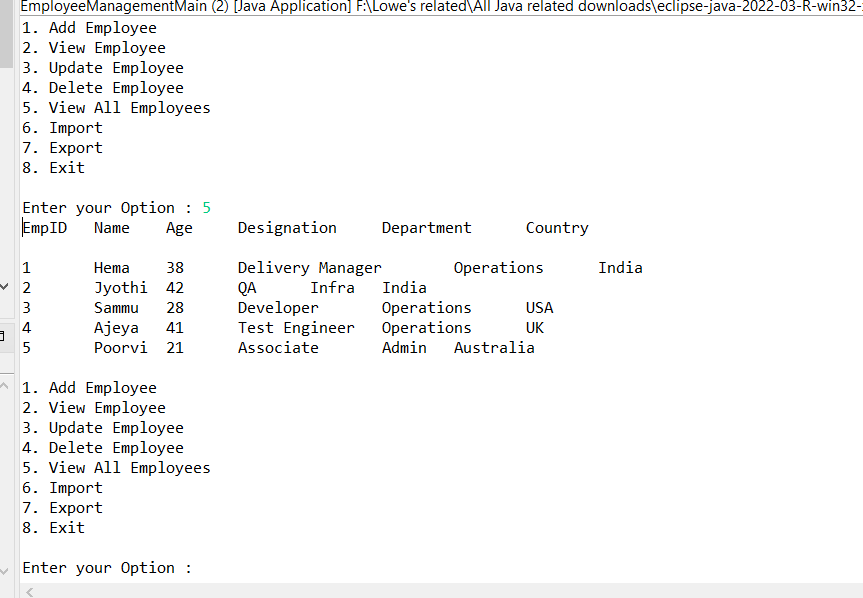 EmployeeManagementMain (2) [Java Application] F:\Lowe's related\All Java related downloads\eclipse-java-2022-03-R-win32-
1. Add Employee
2. View Employee
3. Update Employee
4. Delete Employee
5. View All Employees
6. Import
7. Export
8. Exit
Enter your Option : 5
EmpID Name Age Designation Department Country
1 Hema 38 Delivery Manager Operations India
2 Jyothi 42 QA Infra India
3 Sammu 28 Developer Operations USA
4 Ajeya 41 Test Engineer Operations UK
5 Poorvi 21 Associate Admin Australia
1. Add Employee
2. View Employee
3. Update Employee
4. Delete Employee
5. View All Employees
6. Import
7. Export
8. Exit
Enter your Option :